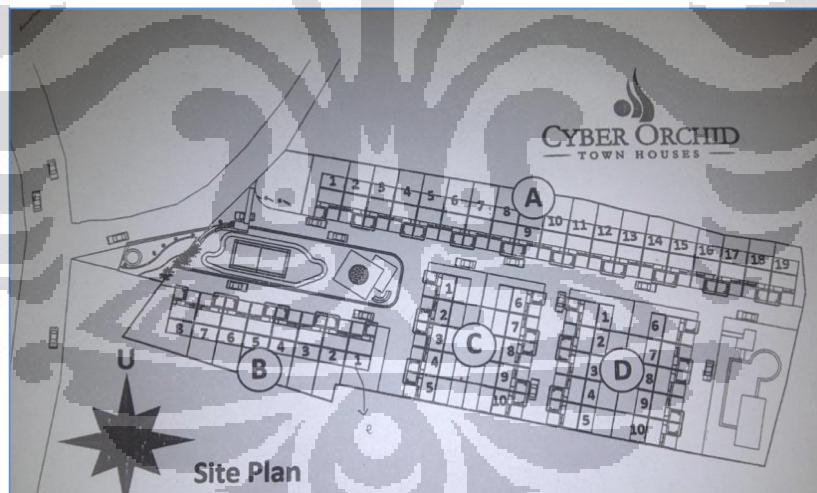 CYBER ORCHID
TOWN HOUSES
A
1 2 3 4 5 6 7 8 9 10 11 12 13 14 15 16 17 18 19
B
8 7 6 5 4 3 2 1
C
1 6
2 7
3 8
4 9
5 10
D
1 6
2 7
3 8
4 9
5 10
U
Site Plan